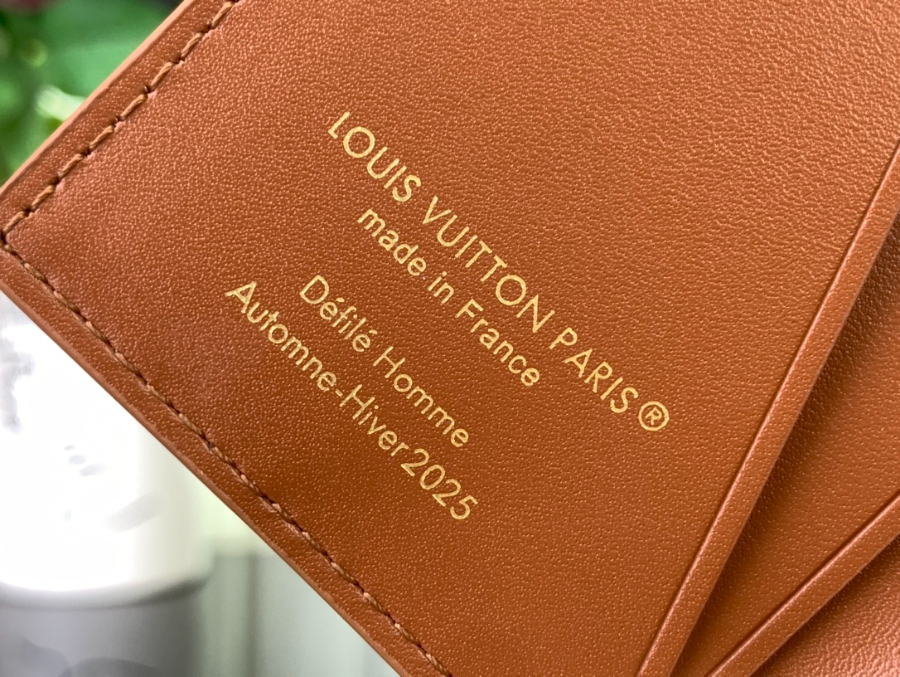 LOUIS VUITTON PARIS®
made in France
Défilé Homme
Automne-Hiver2025